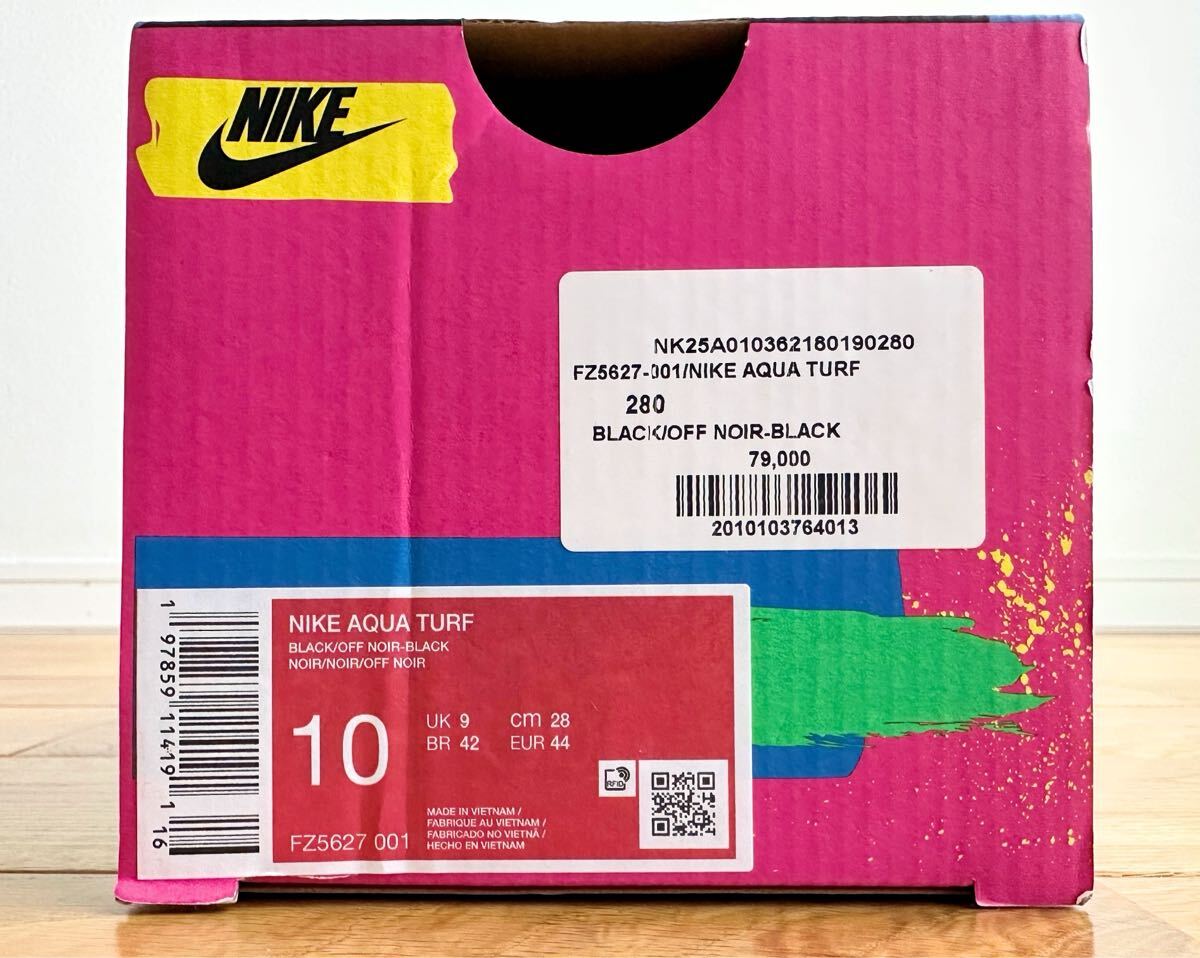 NIKE
NK25A010362180190280
FZ5627-001/NIKE AQUA TURF
280
BLACK/OFF NOIR-BLACK
79,000
2010103764013
1 97859 11419 1 16
NIKE AQUA TURF
BLACK/OFF NOIR-BLACK
NOIR/NOIR/OFF NOIR
10
UK 9 cm 28
BR 42 EUR 44
RFID
MADE IN VIETNAM /
FABRIQUE AU VIETNAM /
FABRICADO NO VIETNÃ /
HECHO EN VIETNAM
FZ5627 001